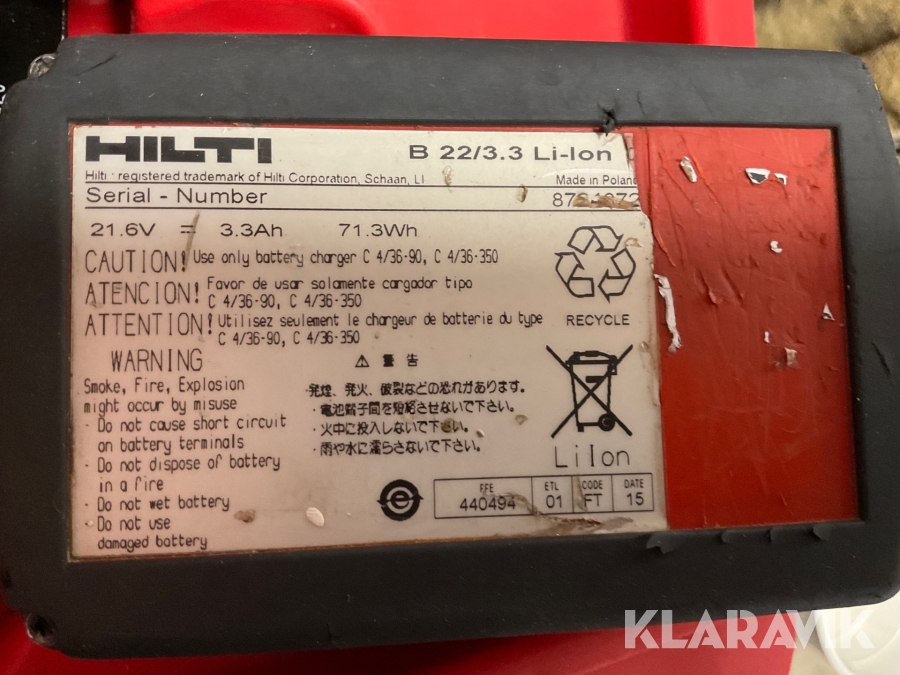 HILTI
B 22/3.3 Li-Ion
Hilti · registered trademark of Hilti Corporation, Schaan, LI
Made in Poland
Serial - Number
21.6V ⎓ 3.3Ah 71.3Wh
CAUTION! Use only battery charger C 4/36-90, C 4/36-350
ATENCION! Favor de usar solamente cargador tipo
C 4/36-90, C 4/36-350
ATTENTION! Utilisez seulement le chargeur de batterie du type
C 4/36-90, C 4/36-350
RECYCLE
WARNING
Smoke, Fire, Explosion
might occur by misuse
· Do not cause short circuit
on battery terminals
· Do not dispose of battery
in a fire
· Do not wet battery
· Do not use
damaged battery
⚠ 警告
·発煙、発火、破裂などの恐れがあります。
・電池端子間を短絡させないで下さい。
・火中に投入しないで下さい。
・雨や水に濡らさないで下さい。
Li Ion
FFE ETL CODE DATE
440494 01 FT 15
KLARAVIK